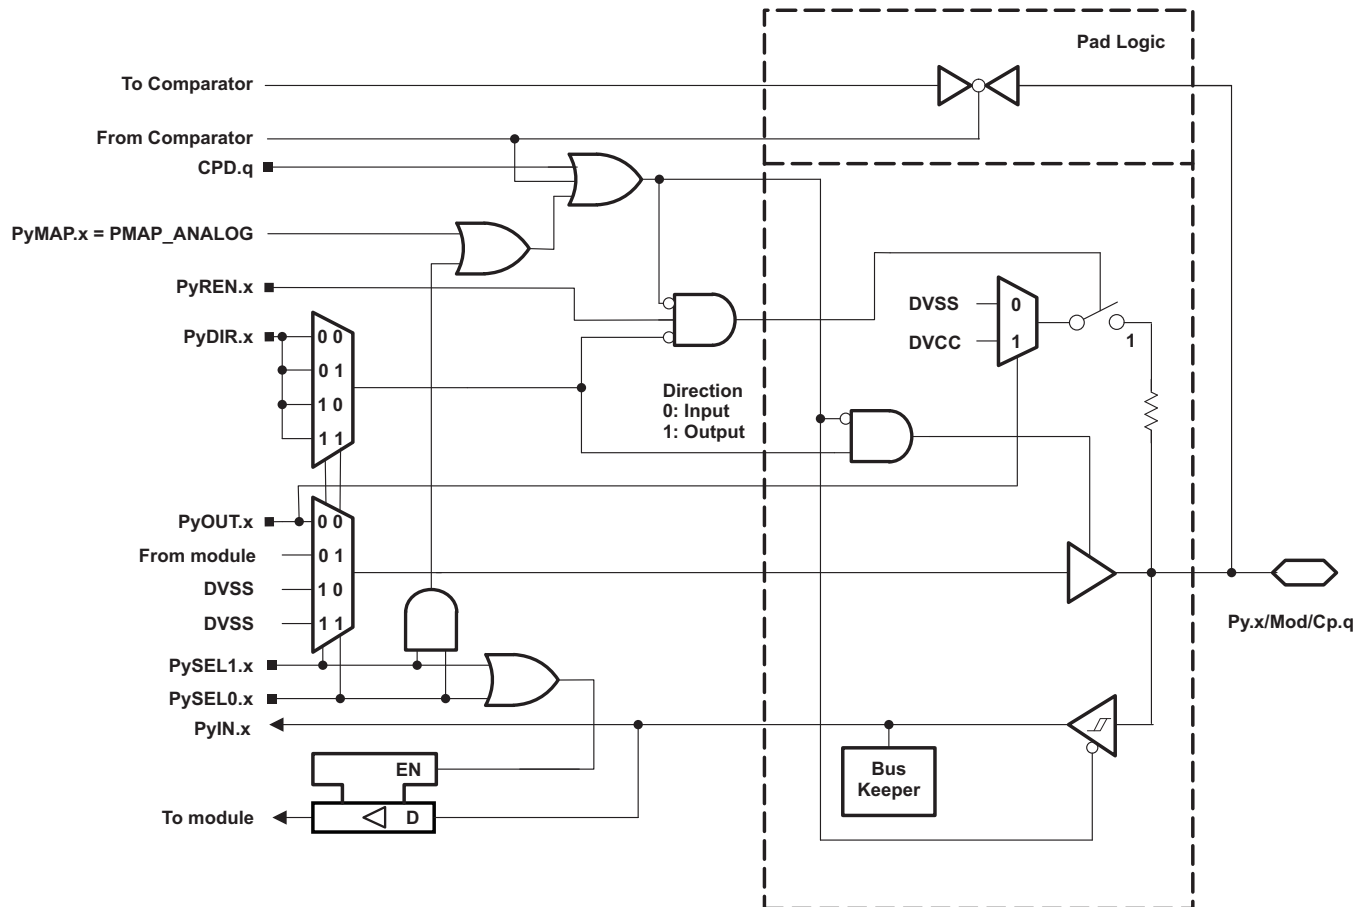 Pad Logic
To Comparator
From Comparator
CPD.q
PyMAP.x = PMAP_ANALOG
PyREN.x
PyDIR.x
0 0
0 1
1 0
1 1
Direction
0: Input
1: Output
DVSS
0
DVCC
1
1
PyOUT.x
0 0
From module
0 1
DVSS
1 0
DVSS
1 1
Py.x/Mod/Cp.q
PySEL1.x
PySEL0.x
PyIN.x
EN
Bus
Keeper
To module
D